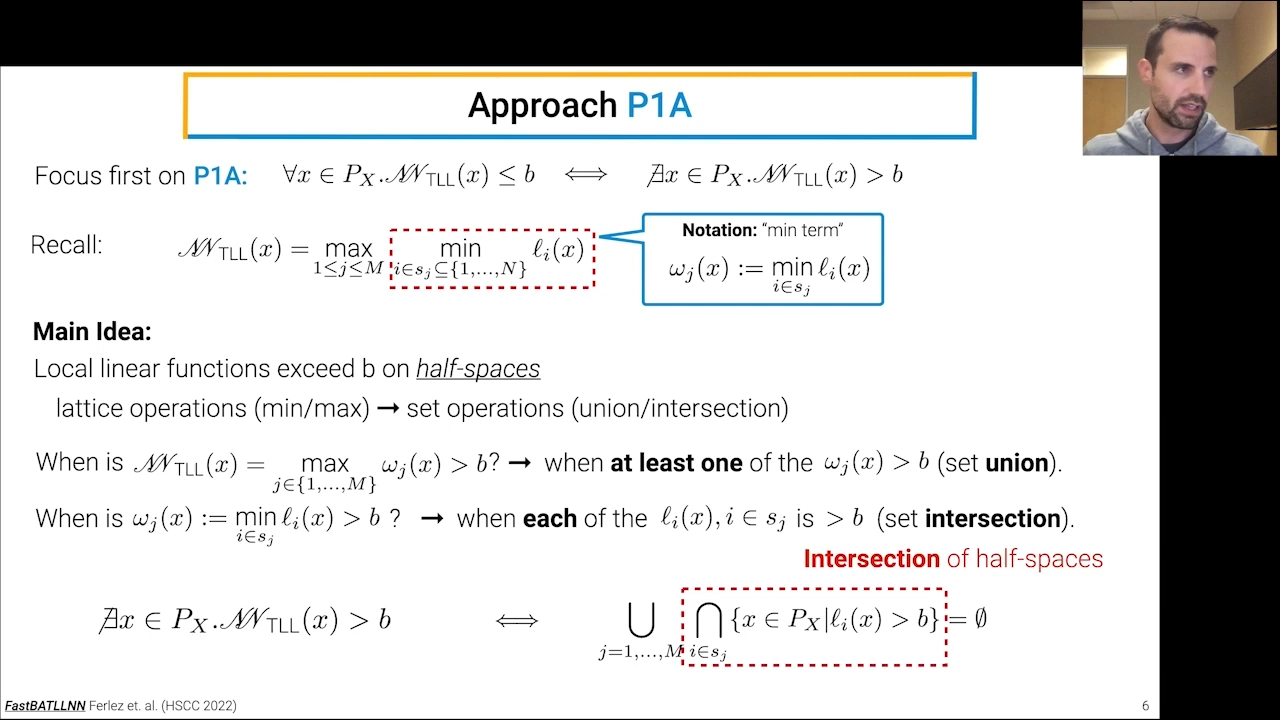 Approach P1A
Focus first on P1A: ∀x ∈ P_X.𝒩𝒩_TLL(x) ≤ b ⟺ ∄x ∈ P_X.𝒩𝒩_TLL(x) > b
Recall: 𝒩𝒩_TLL(x) = max_{1≤j≤M} min_{i∈s_j⊆{1,...,N}} ℓ_i(x)
Notation: "min term"
ω_j(x) := min_{i∈s_j} ℓ_i(x)
Main Idea:
Local linear functions exceed b on half-spaces
lattice operations (min/max) ➞ set operations (union/intersection)
When is 𝒩𝒩_TLL(x) = max_{j∈{1,...,M}} ω_j(x) > b? ➞ when at least one of the ω_j(x) > b (set union).
When is ω_j(x) := min_{i∈s_j} ℓ_i(x) > b ? ➞ when each of the ℓ_i(x), i ∈ s_j is > b (set intersection).
Intersection of half-spaces
∄x ∈ P_X.𝒩𝒩_TLL(x) > b ⟺ ⋃_{j=1,...,M} ⋂_{i∈s_j} {x ∈ P_X|ℓ_i(x) > b} = ∅
FastBATLLNN Ferlez et. al. (HSCC 2022)
6